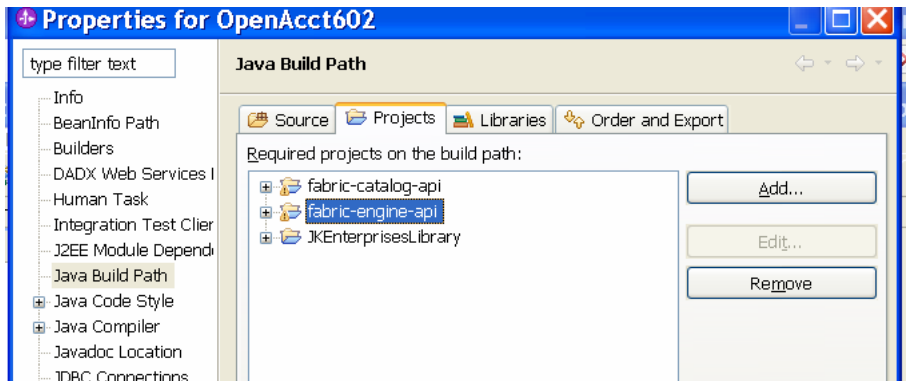 Properties for OpenAcct602
type filter text
Info
BeanInfo Path
Builders
DADX Web Services I
Human Task
Integration Test Clier
J2EE Module Depend
Java Build Path
Java Code Style
Java Compiler
Javadoc Location
JDBC Connections
Java Build Path
Source Projects Libraries Order and Export
Required projects on the build path:
fabric-catalog-api
fabric-engine-api
JKEnterprisesLibrary
Add...
Edit...
Remove